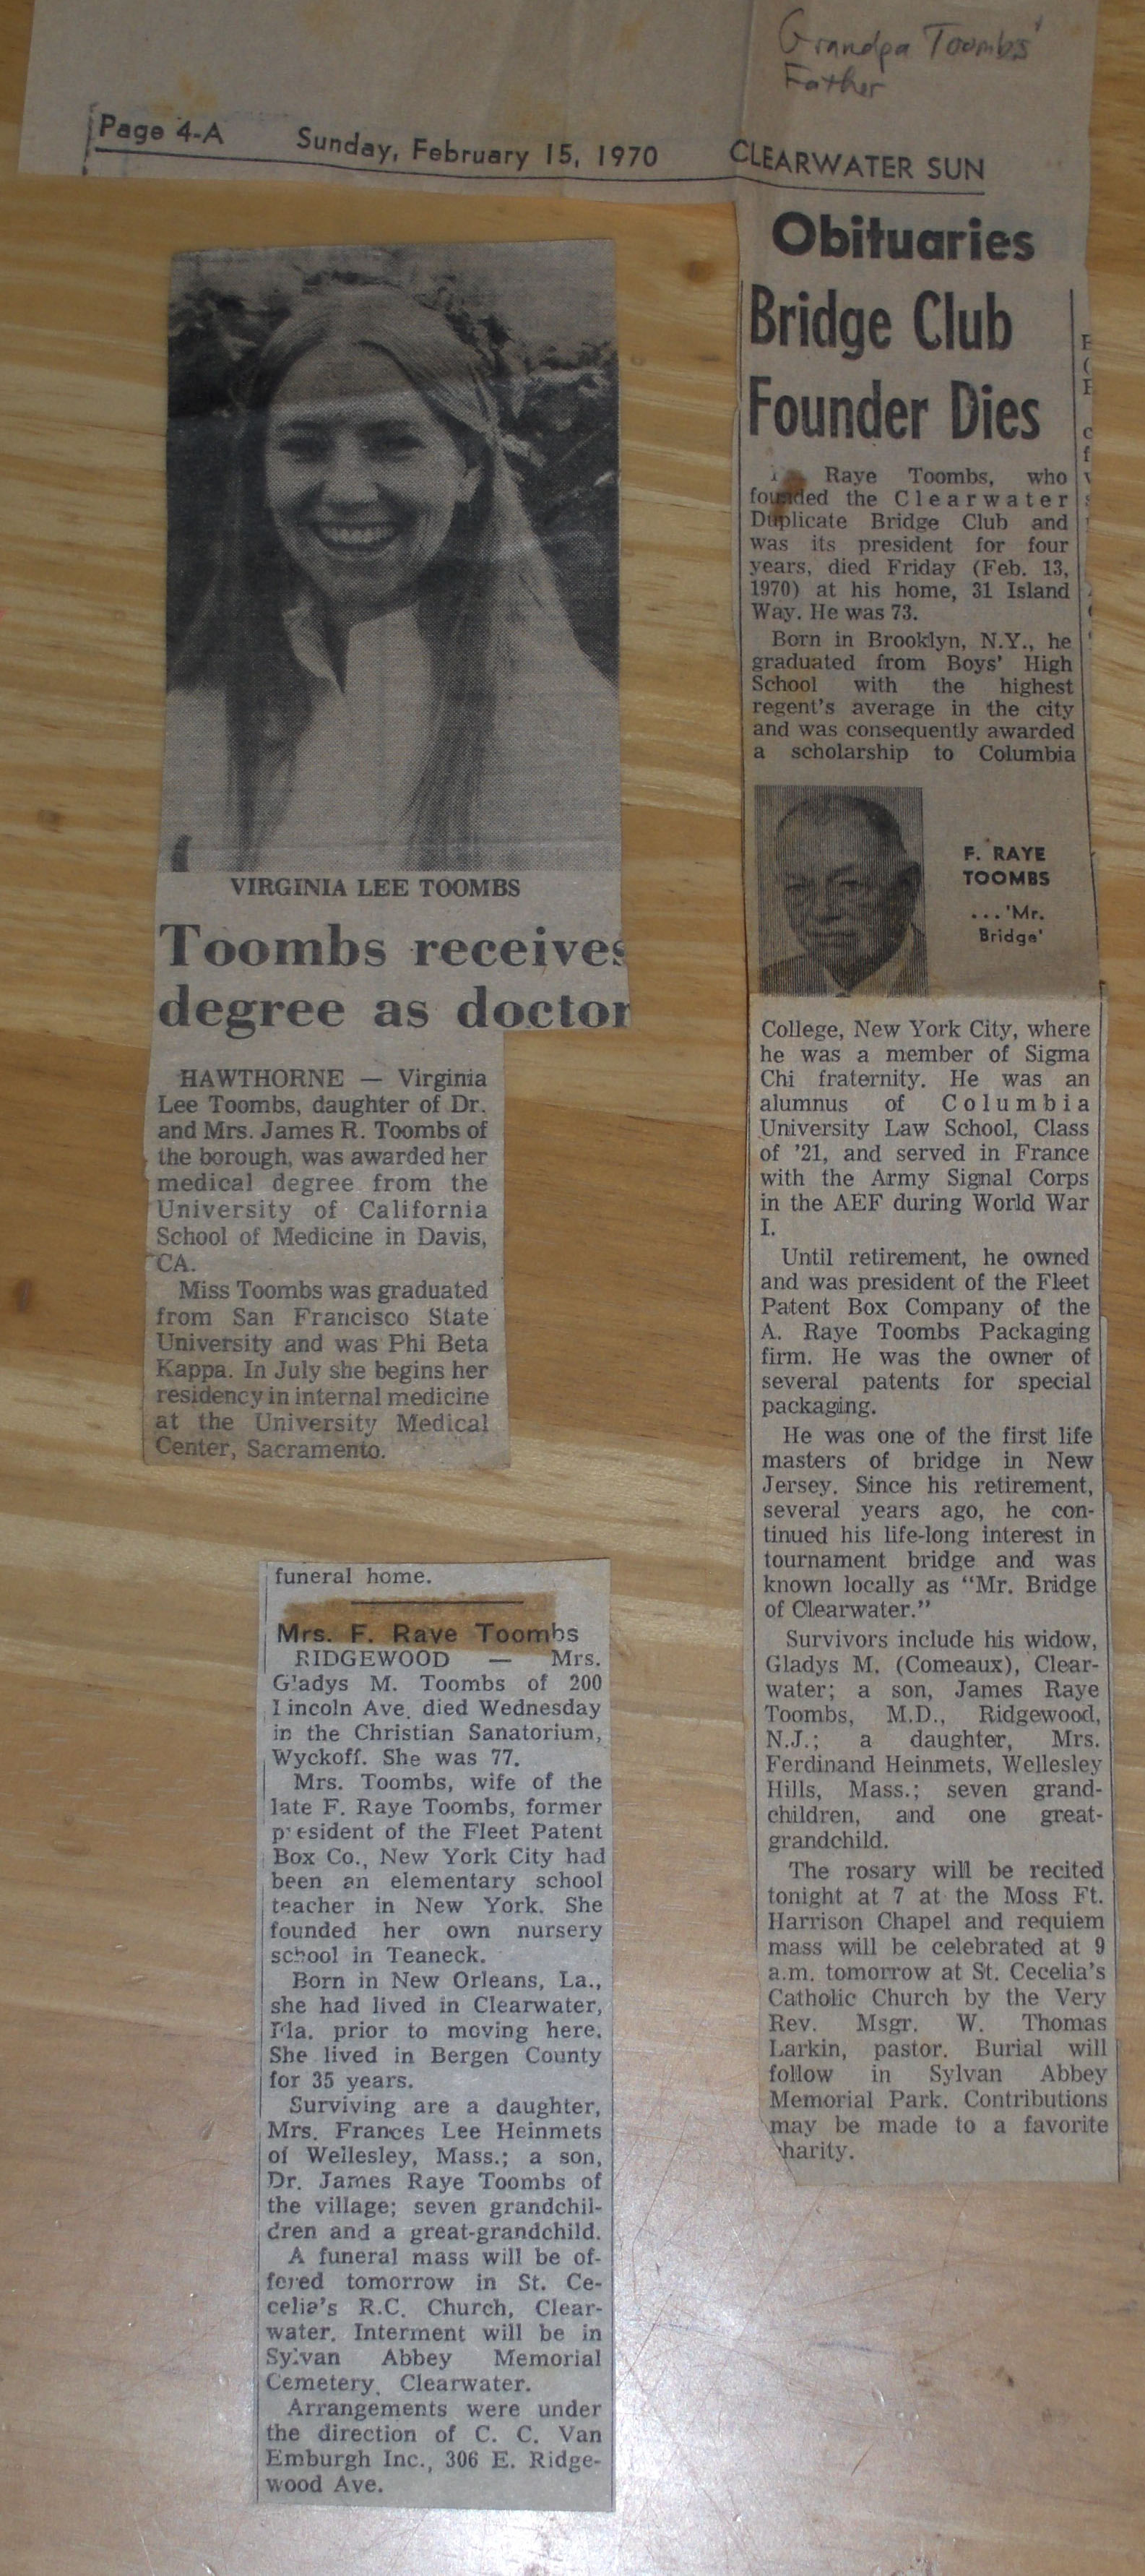 Grandpa Toombs'
Father
Page 4-A Sunday, February 15, 1970 CLEARWATER SUN
Obituaries
Bridge Club
Founder Dies
Raye Toombs, who
founded the Clearwater
Duplicate Bridge Club and
was its president for four
years, died Friday (Feb. 13,
1970) at his home, 31 Island
Way. He was 73.
Born in Brooklyn, N.Y., he
graduated from Boys' High
School with the highest
regent's average in the city
and was consequently awarded
a scholarship to Columbia
F. RAYE
TOOMBS
...'Mr.
Bridge'
College, New York City, where
he was a member of Sigma
Chi fraternity. He was an
alumnus of Columbia
University Law School, Class
of '21, and served in France
with the Army Signal Corps
in the AEF during World War
I.
Until retirement, he owned
and was president of the Fleet
Patent Box Company of the
A. Raye Toombs Packaging
firm. He was the owner of
several patents for special
packaging.
He was one of the first life
masters of bridge in New
Jersey. Since his retirement,
several years ago, he con-
tinued his life-long interest in
tournament bridge and was
known locally as "Mr. Bridge
of Clearwater."
Survivors include his widow,
Gladys M. (Comeaux), Clear-
water; a son, James Raye
Toombs, M.D., Ridgewood,
N.J.; a daughter, Mrs.
Ferdinand Heinmets, Wellesley
Hills, Mass.; seven grand-
children, and one great-
grandchild.
The rosary will be recited
tonight at 7 at the Moss Ft.
Harrison Chapel and requiem
mass will be celebrated at 9
a.m. tomorrow at St. Cecelia's
Catholic Church by the Very
Rev. Msgr. W. Thomas
Larkin, pastor. Burial will
follow in Sylvan Abbey
Memorial Park. Contributions
may be made to a favorite
charity.
VIRGINIA LEE TOOMBS
Toombs receives
degree as doctor
HAWTHORNE — Virginia
Lee Toombs, daughter of Dr.
and Mrs. James R. Toombs of
the borough, was awarded her
medical degree from the
University of California
School of Medicine in Davis,
CA.
Miss Toombs was graduated
from San Francisco State
University and was Phi Beta
Kappa. In July she begins her
residency in internal medicine
at the University Medical
Center, Sacramento.
funeral home.
Mrs. F. Raye Toombs
RIDGEWOOD — Mrs.
Gladys M. Toombs of 200
Lincoln Ave. died Wednesday
in the Christian Sanatorium,
Wyckoff. She was 77.
Mrs. Toombs, wife of the
late F. Raye Toombs, former
president of the Fleet Patent
Box Co., New York City had
been an elementary school
teacher in New York. She
founded her own nursery
school in Teaneck.
Born in New Orleans, La.,
she had lived in Clearwater,
Fla. prior to moving here.
She lived in Bergen County
for 35 years.
Surviving are a daughter,
Mrs. Frances Lee Heinmets
of Wellesley, Mass.; a son,
Dr. James Raye Toombs of
the village; seven grandchil-
dren and a great-grandchild.
A funeral mass will be of-
fered tomorrow in St. Ce-
celia's R.C. Church, Clear-
water. Interment will be in
Sylvan Abbey Memorial
Cemetery, Clearwater.
Arrangements were under
the direction of C. C. Van
Emburgh Inc., 306 E. Ridge-
wood Ave.